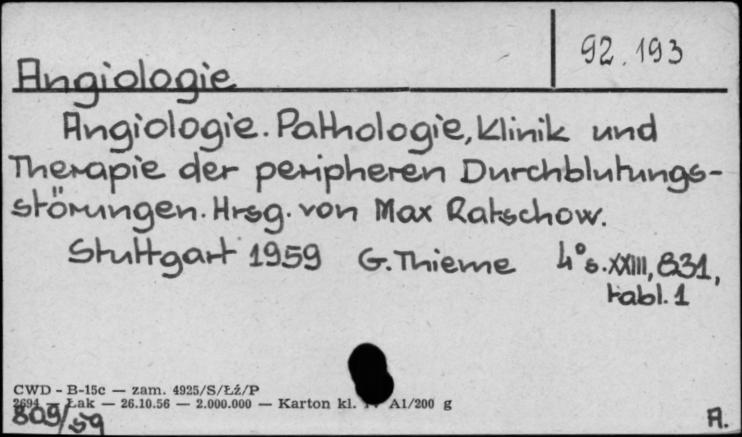 92.193
Angiologie
Angiologie. Pathologie, Klinik und
Therapie der peripheren Durchblutungs-
störungen. Hrsg. von Max Ratschow.
Stuttgart 1959 G. Thieme 4° s. XXIII, 831,
tabl. 1
CWD - B-15c — zam. 4925/S/Łź/P
2694 — Łak — 26.10.56 — 2.000.000 — Karton kl. A1/200 g
809/59 A.